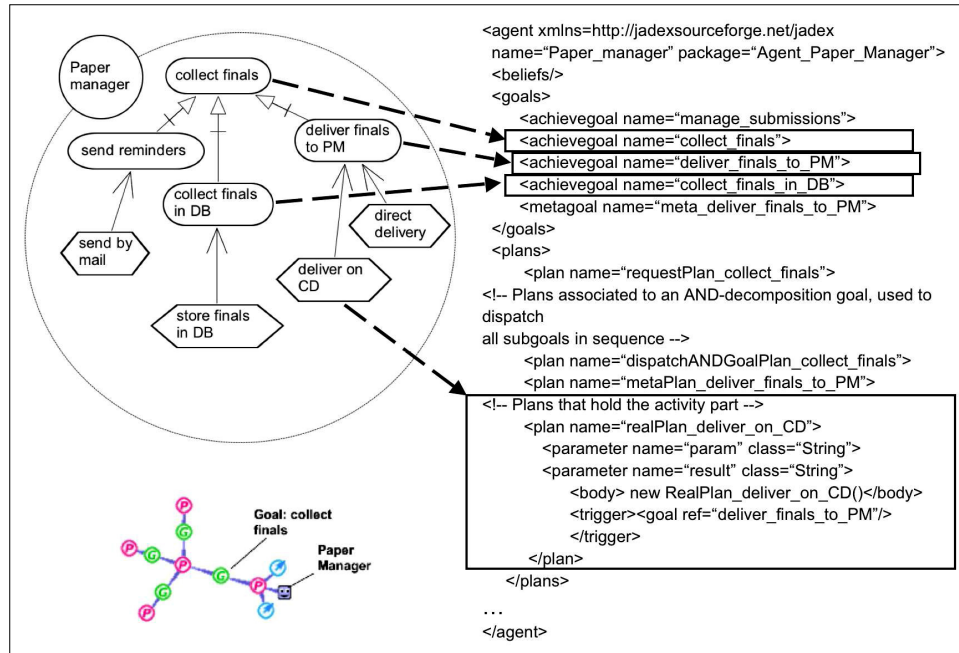 Paper
manager
collect finals
send reminders
deliver finals
to PM
collect finals
in DB
direct
delivery
send by
mail
deliver on
CD
store finals
in DB
Goal: collect
finals
Paper
Manager
P
G
P
G
P
G
P
G
P
P
<agent xmlns=http://jadexsourceforge.net/jadex
name=“Paper_manager” package=“Agent_Paper_Manager”>
<beliefs/>
<goals>
<achievegoal name=“manage_submissions”>
<achievegoal name=“collect_finals”>
<achievegoal name=“deliver_finals_to_PM”>
<achievegoal name=“collect_finals_in_DB”>
<metagoal name=“meta_deliver_finals_to_PM”>
</goals>
<plans>
<plan name=“requestPlan_collect_finals”>
<!-- Plans associated to an AND-decomposition goal, used to
dispatch
all subgoals in sequence -->
<plan name=“dispatchANDGoalPlan_collect_finals”>
<plan name=“metaPlan_deliver_finals_to_PM”>
<!-- Plans that hold the activity part -->
<plan name=“realPlan_deliver_on_CD”>
<parameter name=“param” class=“String”>
<parameter name=“result” class=“String”>
<body> new RealPlan_deliver_on_CD()</body>
<trigger><goal ref=“deliver_finals_to_PM”/>
</trigger>
</plan>
</plans>
…
</agent>